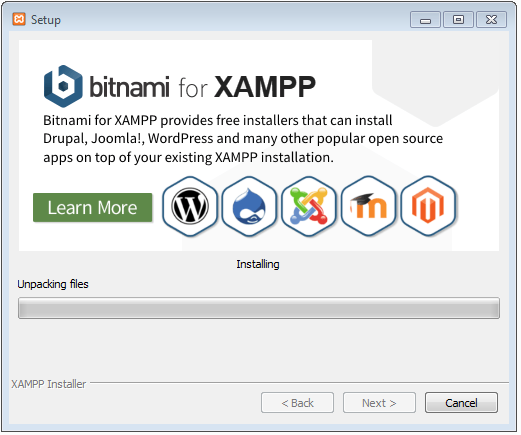 Setup
bitnami for XAMPP
Bitnami for XAMPP provides free installers that can install
Drupal, Joomla!, WordPress and many other popular open source
apps on top of your existing XAMPP installation.
Learn More
Installing
Unpacking files
XAMPP Installer
< Back Next > Cancel